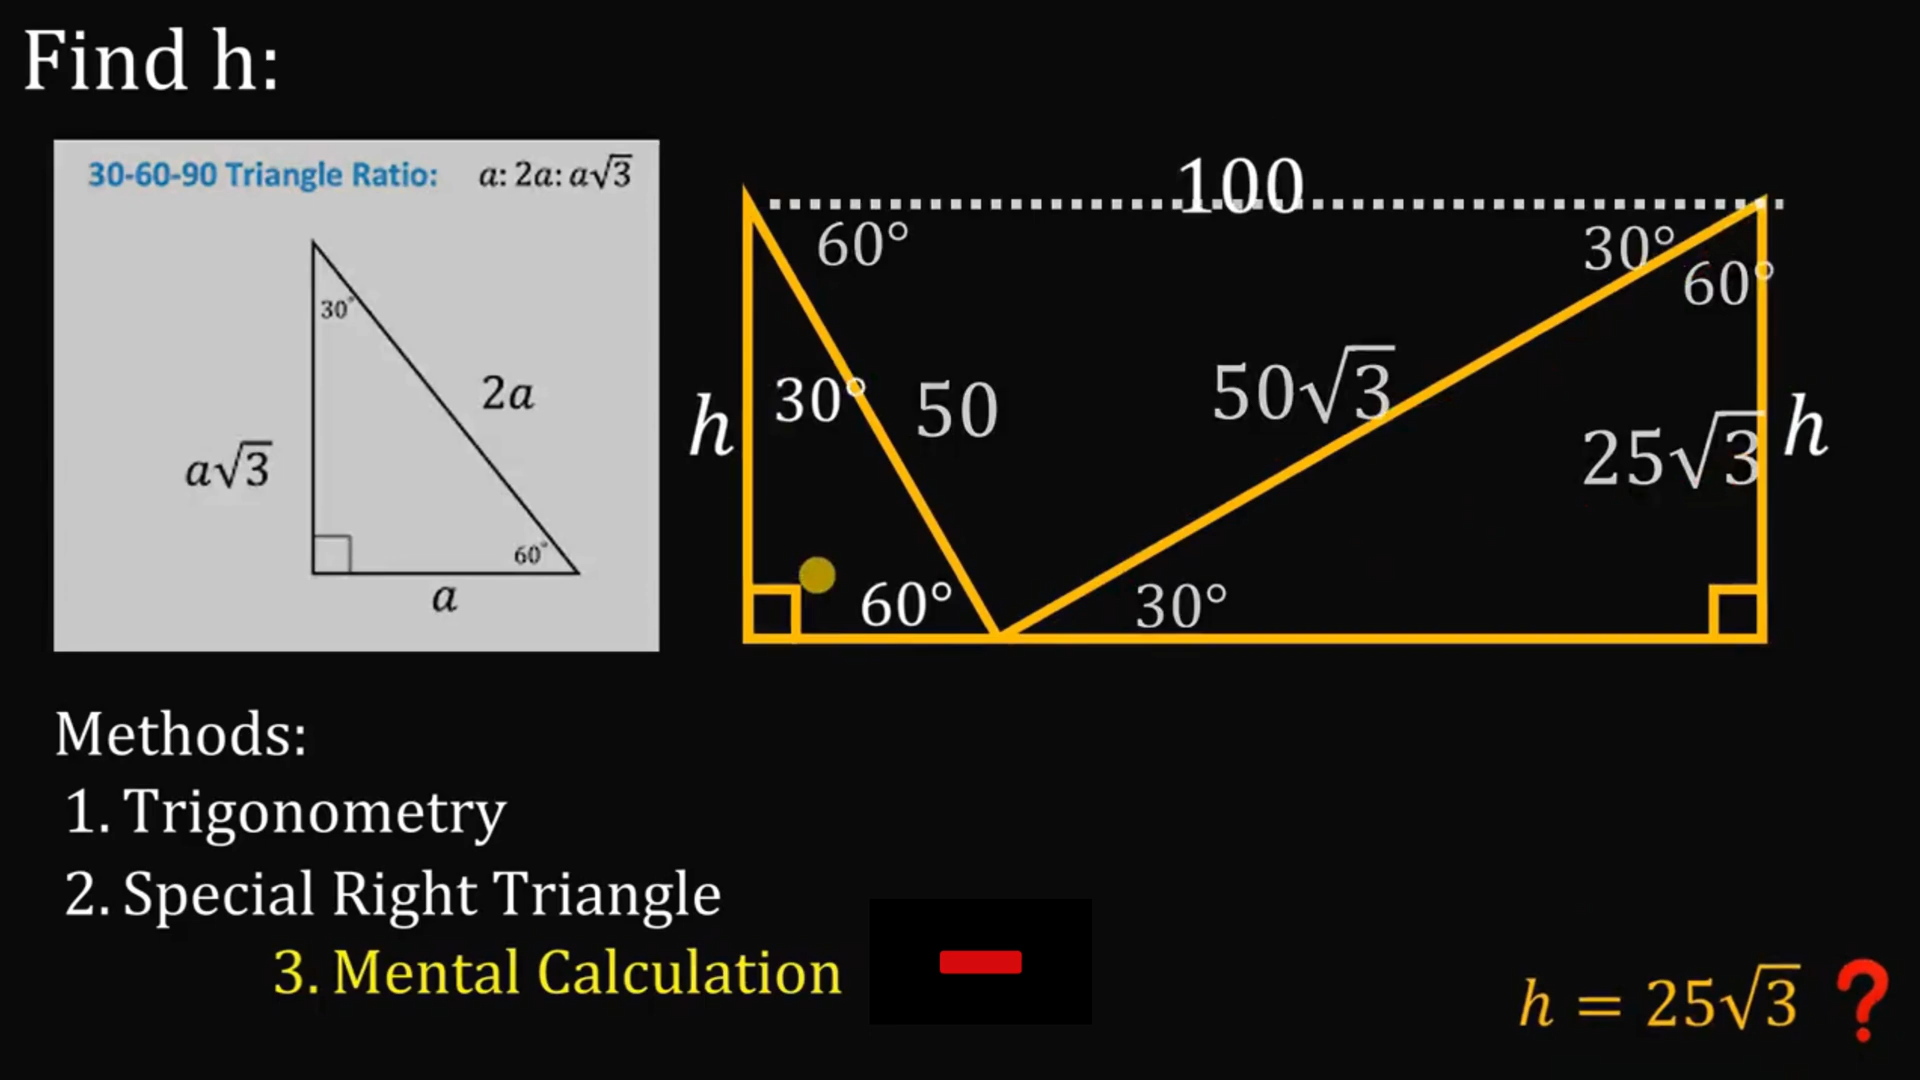 Find h:
30-60-90 Triangle Ratio: a: 2a: a√3
30°
2a
a√3
60°
a
100
60°
30°
60°
h
30°
50
50√3
25√3
h
60°
30°
Methods:
1. Trigonometry
2. Special Right Triangle
3. Mental Calculation
h = 25√3 ❓